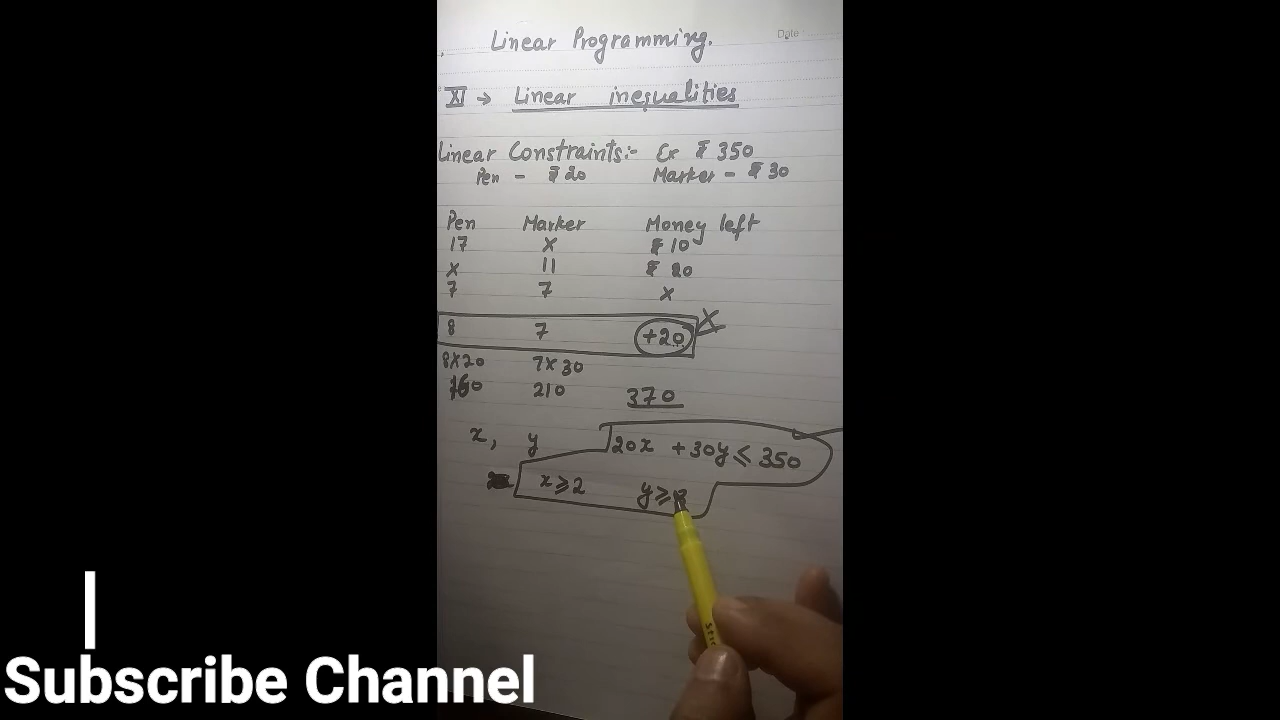 Date
Linear Programming.
XI → Linear inequalities
Linear Constraints:- Ex ₹ 350
Pen - ₹ 20 Marker - ₹ 30
Pen Marker Money left
17 X ₹ 10
X 11 ₹ 20
7 7 X
8 7 +20 X
8X20 7X30
160 210 370
x, y 20x + 30y ≤ 350
x ≥ 2 y ≥
Subscribe Channel